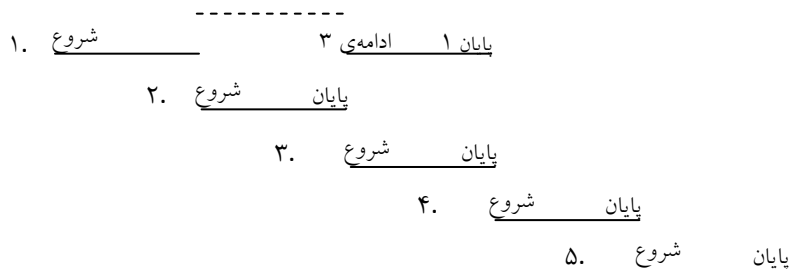 ۱. شروع ادامه‌ی ۳ پایان ۱
۲. شروع پایان
۳. شروع پایان
۴. شروع پایان
۵. شروع پایان